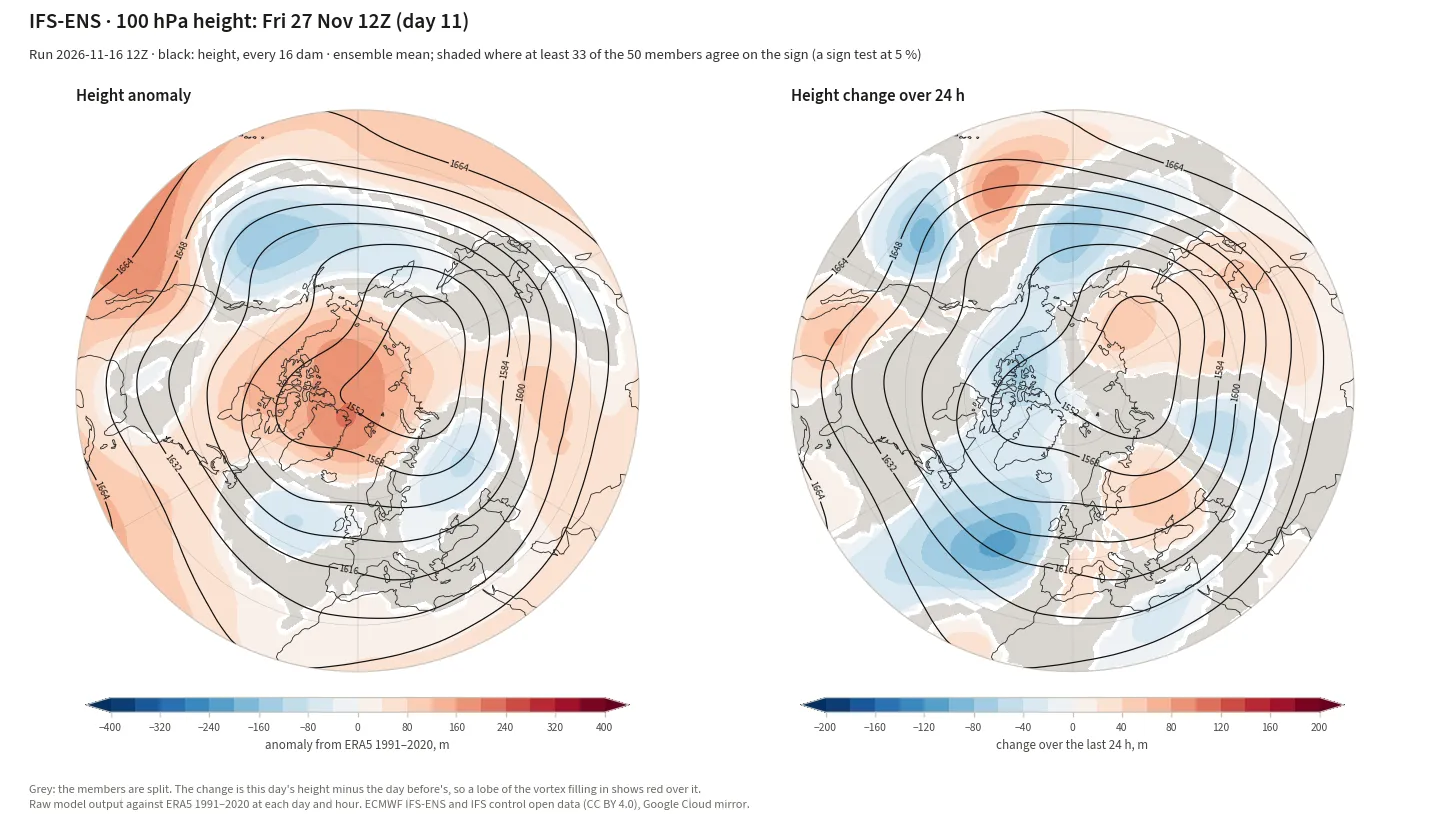 IFS-ENS · 100 hPa height: Fri 27 Nov 12Z (day 11)
Run 2026-11-16 12Z · black: height, every 16 dam · ensemble mean; shaded where at least 33 of the 50 members agree on the sign (a sign test at 5 %)
Height anomaly
Height change over 24 h
1664
1648
1664
1584
1600
1552
1568
1632
1664
1616
1664
1648
1664
1584
1600
1552
1568
1632
1664
1616
−400 −320 −240 −160 −80 0 80 160 240 320 400
anomaly from ERA5 1991–2020, m
−200 −160 −120 −80 −40 0 40 80 120 160 200
change over the last 24 h, m
Grey: the members are split. The change is this day's height minus the day before's, so a lobe of the vortex filling in shows red over it.
Raw model output against ERA5 1991–2020 at each day and hour. ECMWF IFS-ENS and IFS control open data (CC BY 4.0), Google Cloud mirror.